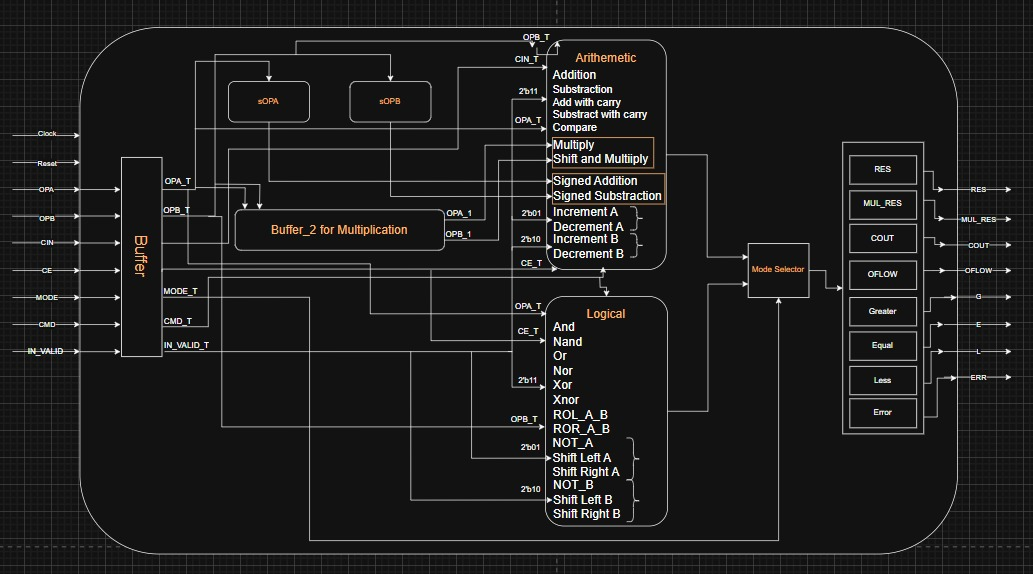 Clock
Reset
OPA
OPB
CIN
CE
MODE
CMD
IN_VALID
Buffer
OPA_T
OPB_T
MODE_T
CMD_T
IN_VALID_T
sOPA
sOPB
Buffer_2 for Multiplication
OPA_1
OPB_1
OPB_T
CIN_T
2'b11
OPA_T
2'b01
2'b10
CE_T
Arithemetic
Addition
Substraction
Add with carry
Substract with carry
Compare
Multiply
Shift and Multiiply
Signed Addition
Signed Substraction
Increment A
Decrement A
Increment B
Decrement B
OPA_T
CE_T
2'b11
OPB_T
2'b01
2'b10
Logical
And
Nand
Or
Nor
Xor
Xnor
ROL_A_B
ROR_A_B
NOT_A
Shift Left A
Shift Right A
NOT_B
Shift Left B
Shift Right B
Mode Selector
RES
MUL_RES
COUT
OFLOW
Greater
Equal
Less
Error
RES
MUL_RES
COUT
OFLOW
G
E
L
ERR